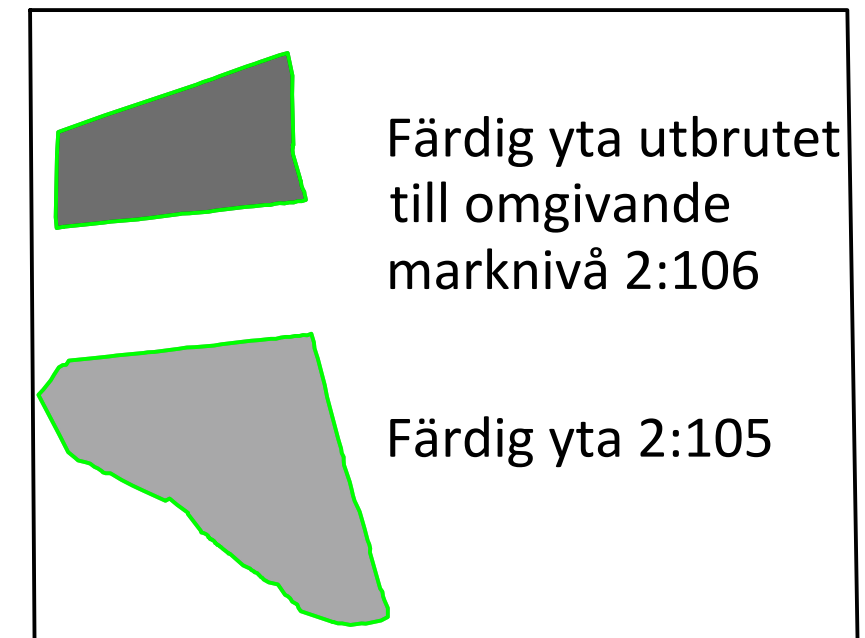 Färdig yta utbrutet
till omgivande
marknivå 2:106
Färdig yta 2:105